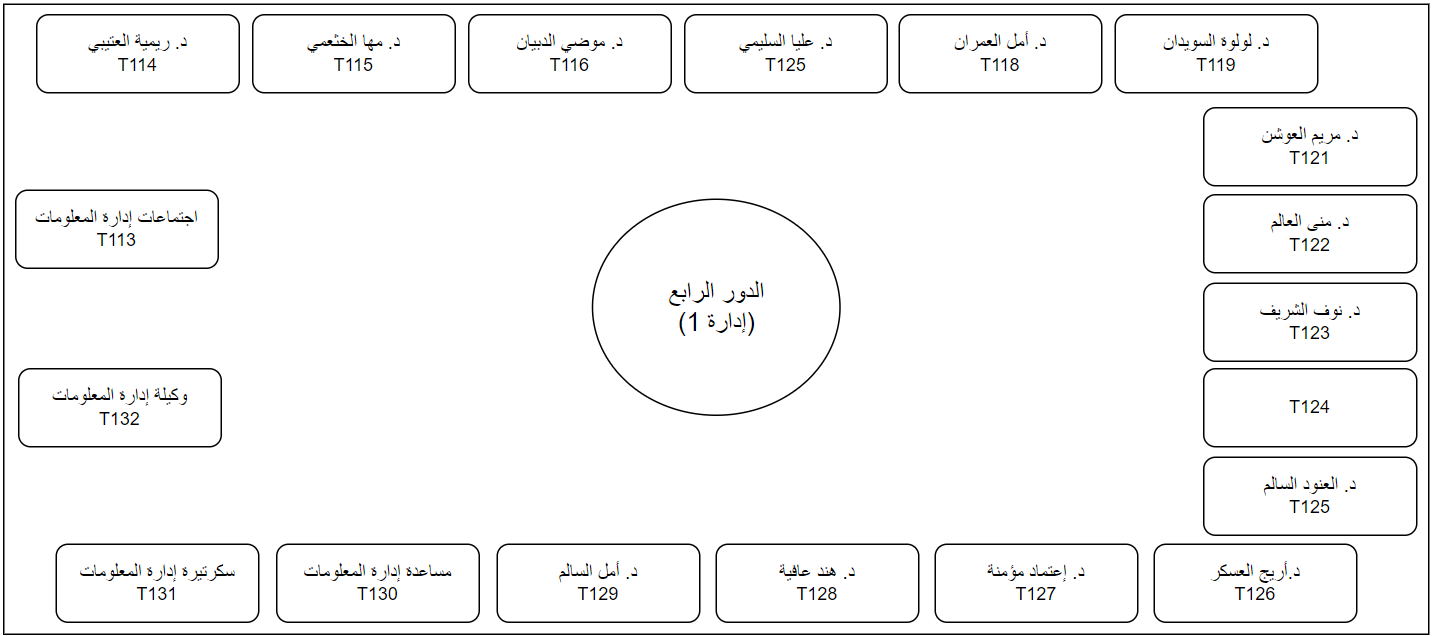 د. ريمية العتيبي
T114
د. مها الخثعمي
T115
د. موضي الدبيان
T116
د. عليا السليمي
T125
د. أمل العمران
T118
د. لولوة السويدان
T119
د. مريم العوشن
T121
د. منى العالم
T122
د. نوف الشريف
T123
T124
د. العنود السالم
T125
اجتماعات إدارة المعلومات
T113
وكيلة إدارة المعلومات
T132
الدور الرابع
(إدارة 1)
سكرتيرة إدارة المعلومات
T131
مساعدة إدارة المعلومات
T130
د. أمل السالم
T129
د. هند عافية
T128
د. إعتماد مؤمنة
T127
د.أريج العسكر
T126